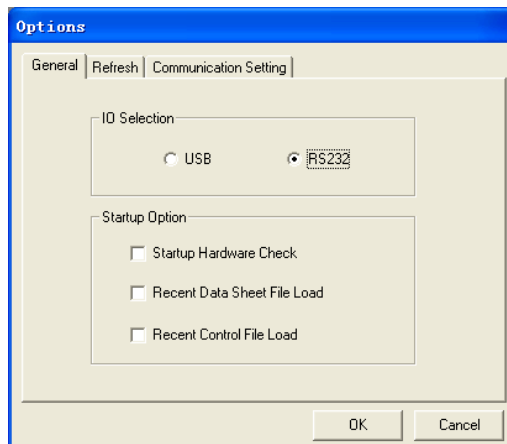 Options
General Refresh Communication Setting
IO Selection
USB RS232
Startup Option
Startup Hardware Check
Recent Data Sheet File Load
Recent Control File Load
OK Cancel